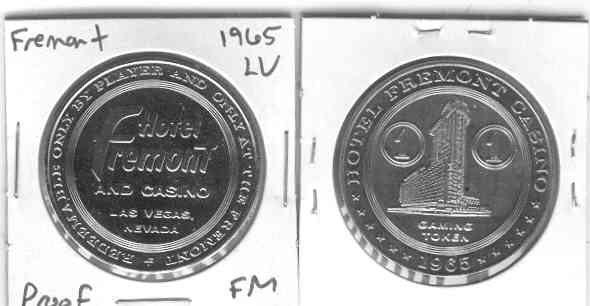 Fremont 1965
LV
REDEEMABLE ONLY BY PLAYER AND ONLY AT THE FREMONT
Hotel
Fremont
AND CASINO
LAS VEGAS,
NEVADA
Proof FM
HOTEL FREMONT CASINO
1 1
GAMING
TOKEN
1965